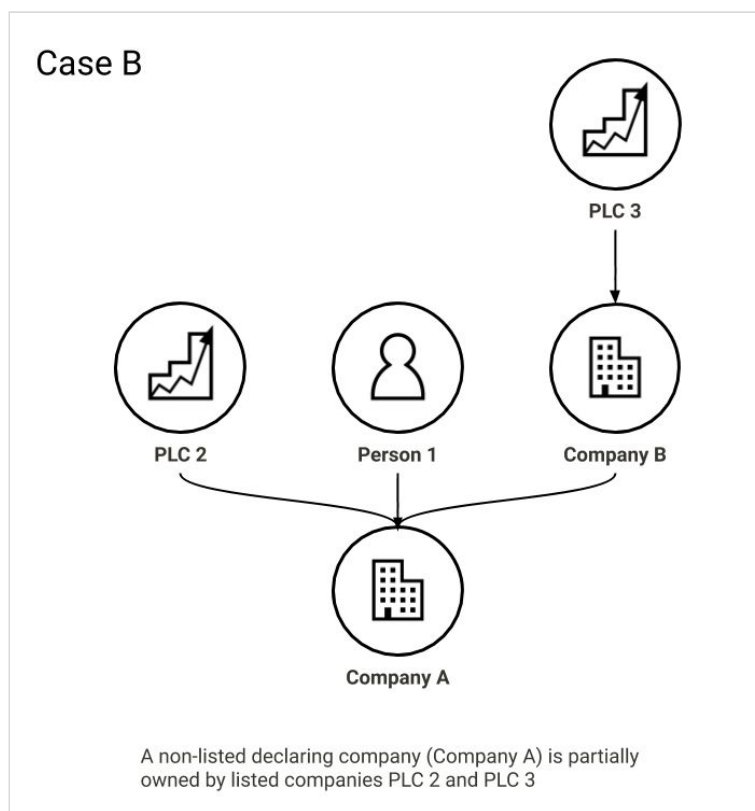 Case B
PLC 3
PLC 2
Person 1
Company B
Company A
A non-listed declaring company (Company A) is partially
owned by listed companies PLC 2 and PLC 3